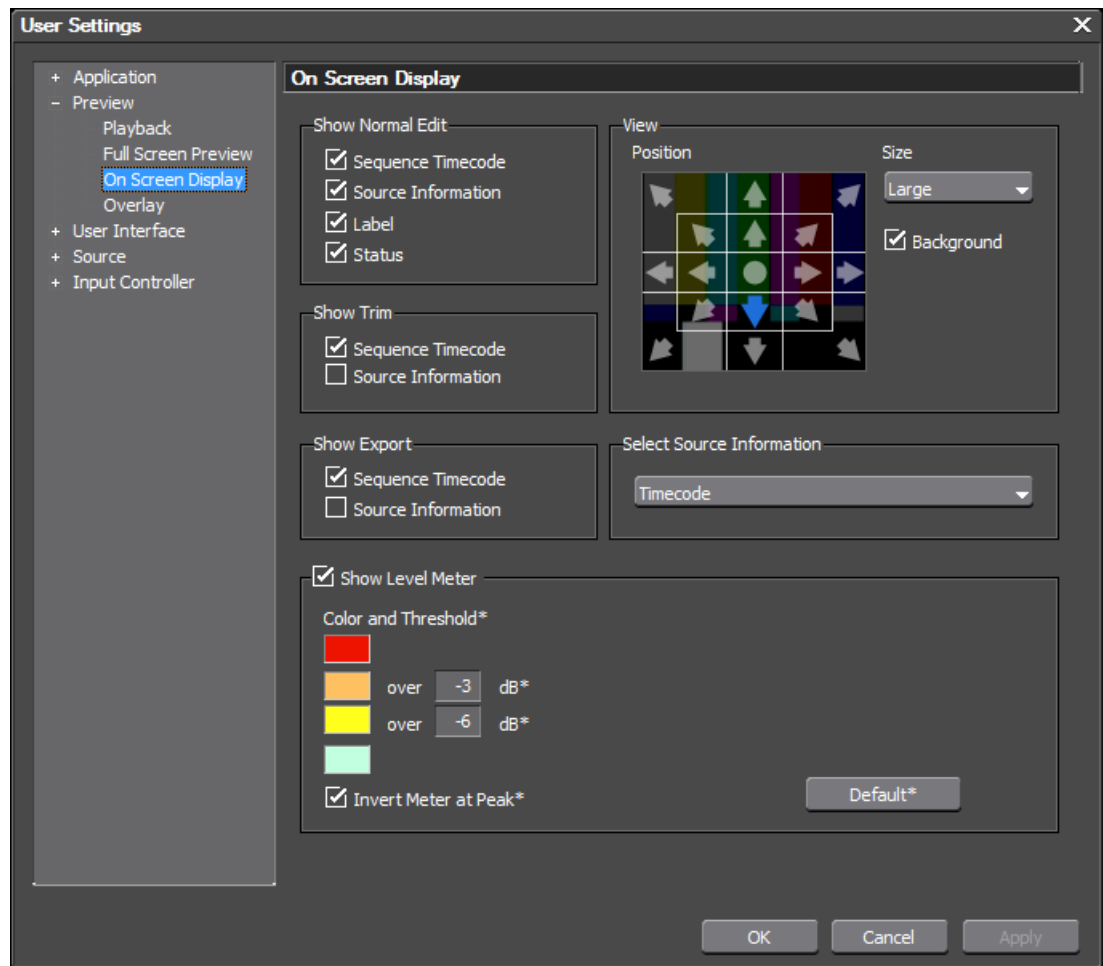 User Settings
+ Application
– Preview
Playback
Full Screen Preview
On Screen Display
Overlay
+ User Interface
+ Source
+ Input Controller
On Screen Display
Show Normal Edit
Sequence Timecode
Source Information
Label
Status
View
Position
Size
Large
Background
Show Trim
Sequence Timecode
Source Information
Show Export
Sequence Timecode
Source Information
Select Source Information
Timecode
Show Level Meter
Color and Threshold*
over -3 dB*
over -6 dB*
Invert Meter at Peak*
Default*
OK
Cancel
Apply